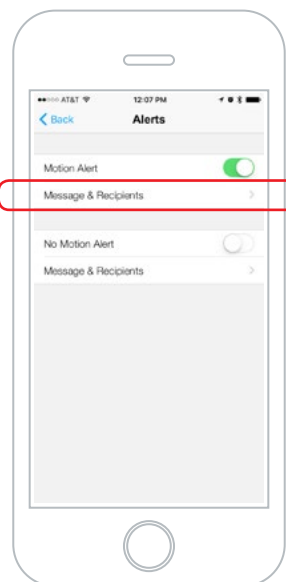 AT&T 12:07 PM
Back Alerts
Motion Alert
Message & Recipients
No Motion Alert
Message & Recipients